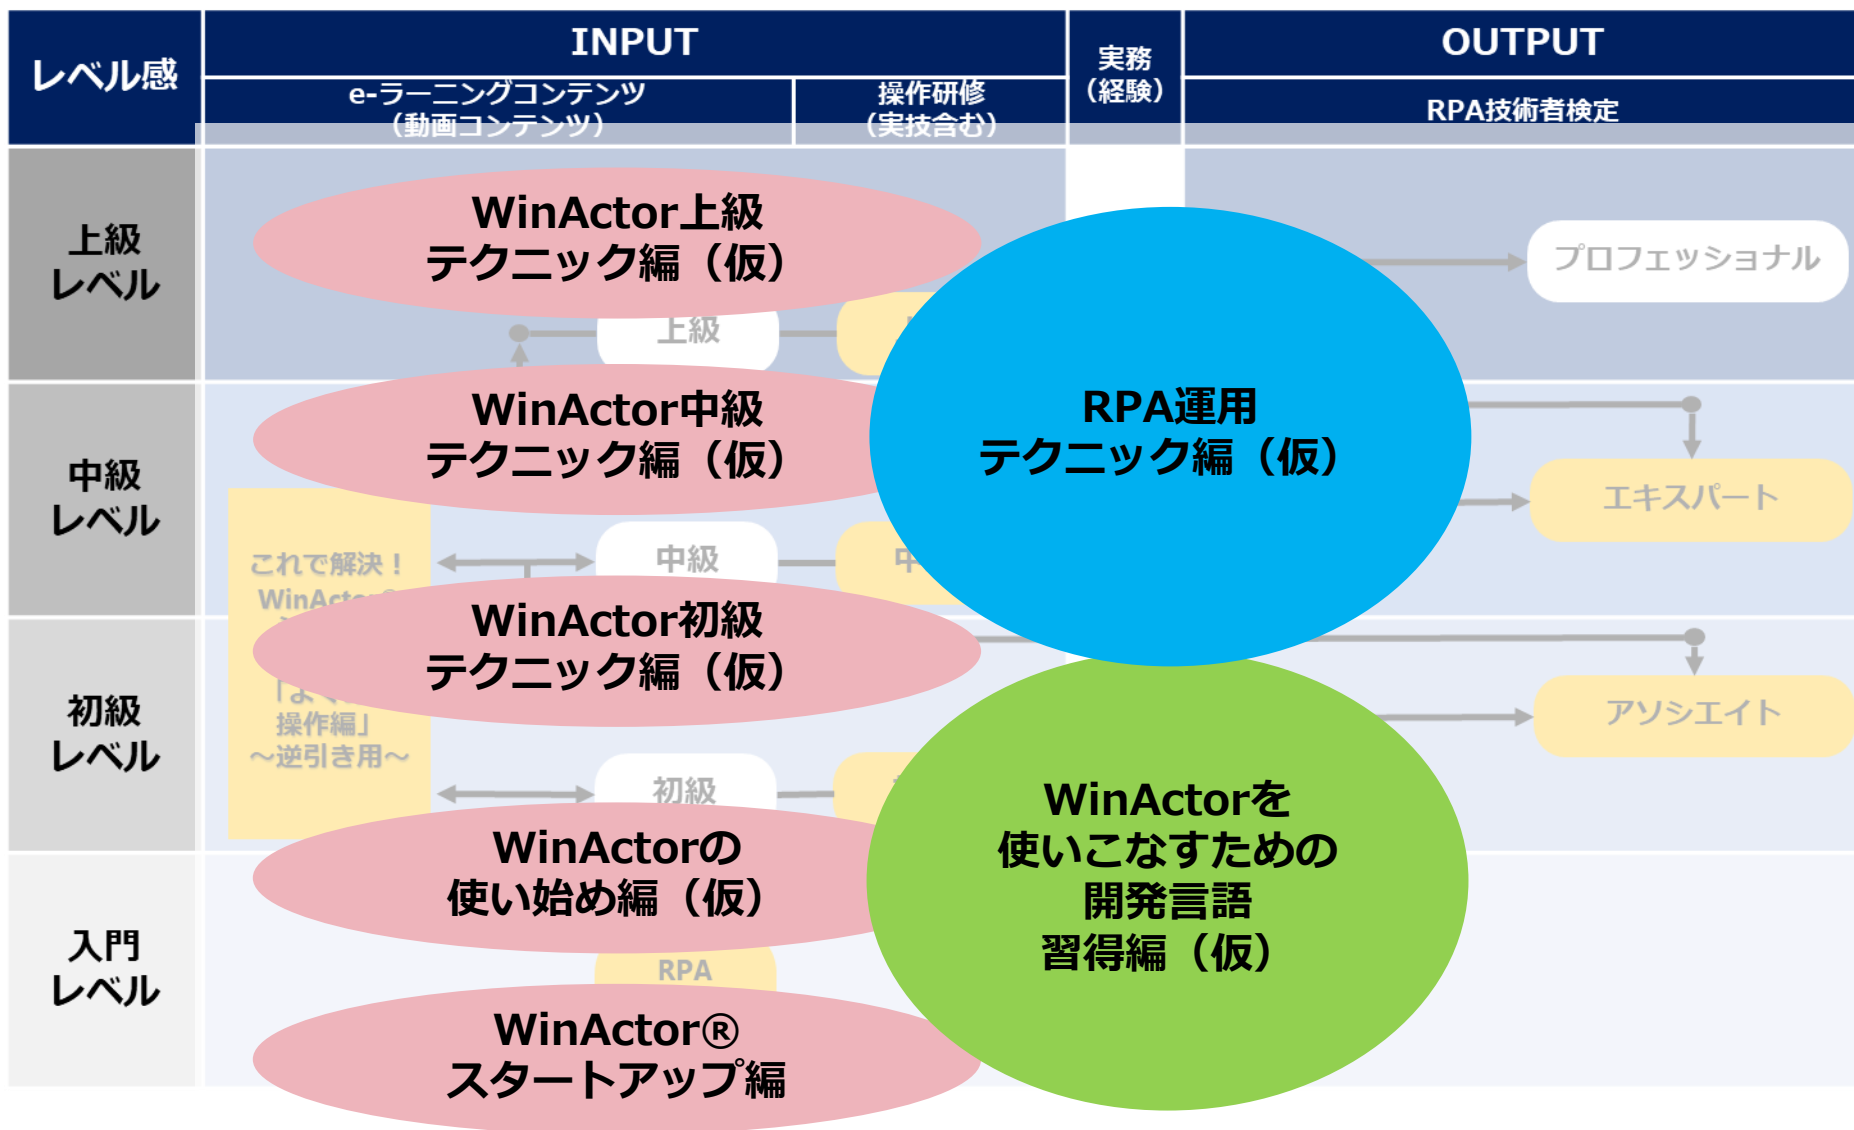 レベル感
INPUT
実務
（経験）
OUTPUT
e-ラーニングコンテンツ
（動画コンテンツ）
操作研修
（実技含む）
RPA技術者検定
上級
レベル
WinActor上級
テクニック編（仮）
プロフェッショナル
上級
中級
レベル
WinActor中級
テクニック編（仮）
RPA運用
テクニック編（仮）
エキスパート
これで解決！
WinActor®
中級
中
初級
レベル
WinActor初級
テクニック編（仮）
操作編」
～逆引き用～
アソシエイト
初級
WinActorの
使い始め編（仮）
WinActorを
使いこなすための
開発言語
習得編（仮）
入門
レベル
RPA
WinActor®
スタートアップ編